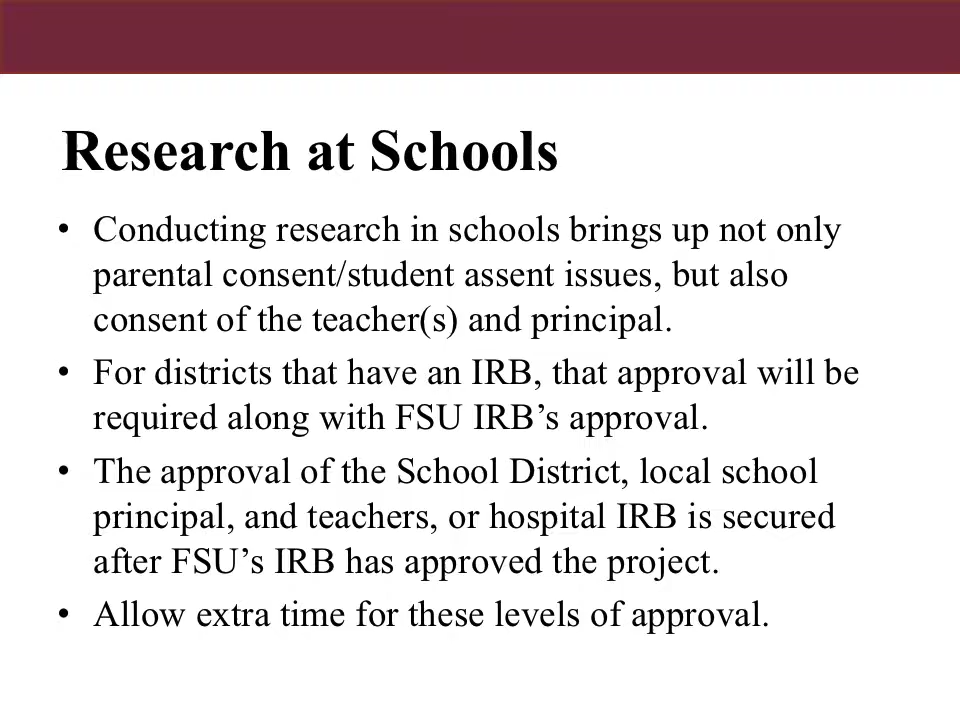 Research at Schools
• Conducting research in schools brings up not only
parental consent/student assent issues, but also
consent of the teacher(s) and principal.
• For districts that have an IRB, that approval will be
required along with FSU IRB’s approval.
• The approval of the School District, local school
principal, and teachers, or hospital IRB is secured
after FSU’s IRB has approved the project.
• Allow extra time for these levels of approval.